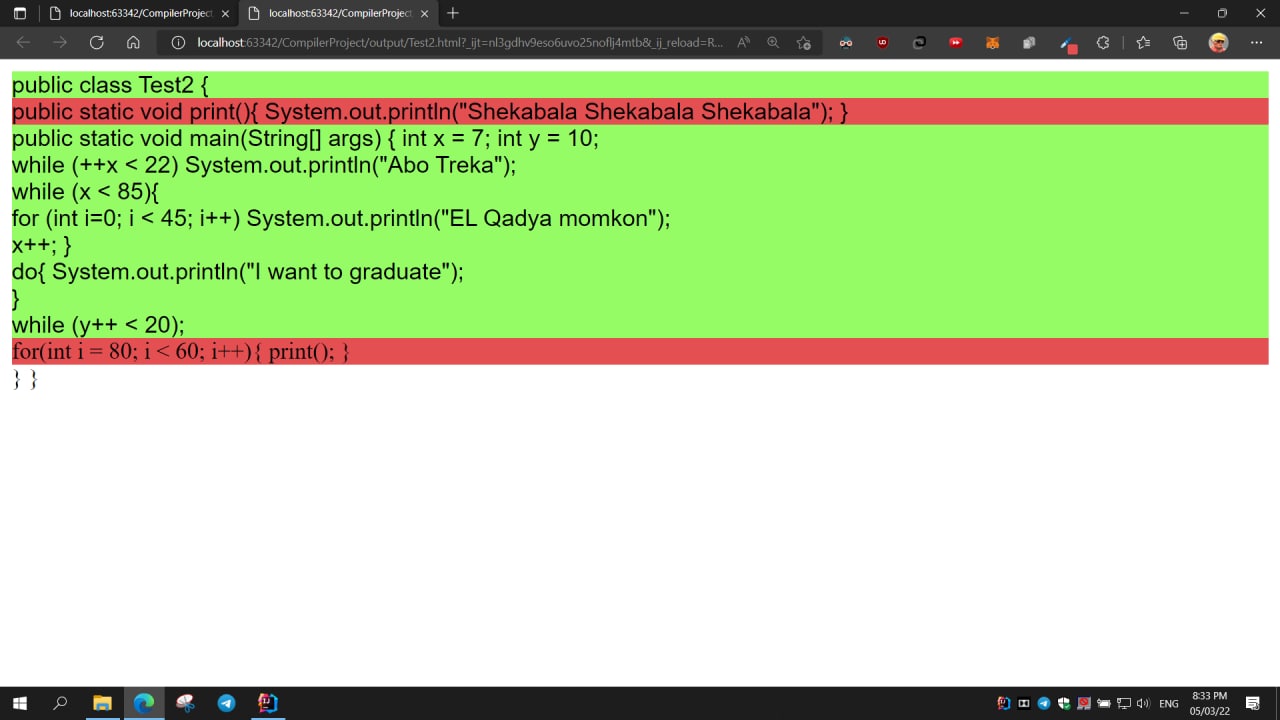 localhost:63342/CompilerProject
localhost:63342/CompilerProject
localhost:63342/CompilerProject/output/Test2.html?_ijt=nl3gdhv9eso6uvo25noflj4mtb&_ij_reload=R...
public class Test2 {
public static void print(){ System.out.println("Shekabala Shekabala Shekabala"); }
public static void main(String[] args) { int x = 7; int y = 10;
while (++x < 22) System.out.println("Abo Treka");
while (x < 85){
for (int i=0; i < 45; i++) System.out.println("EL Qadya momkon");
x++; }
do{ System.out.println("I want to graduate");
}
while (y++ < 20);
for(int i = 80; i < 60; i++){ print(); }
} }
ENG
8:33 PM
05/03/22